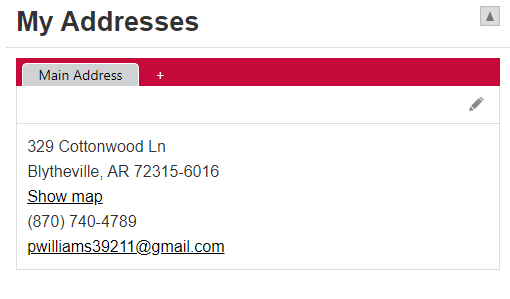 My Addresses
Main Address +
329 Cottonwood Ln
Blytheville, AR 72315-6016
Show map
(870) 740-4789
pwilliams39211@gmail.com